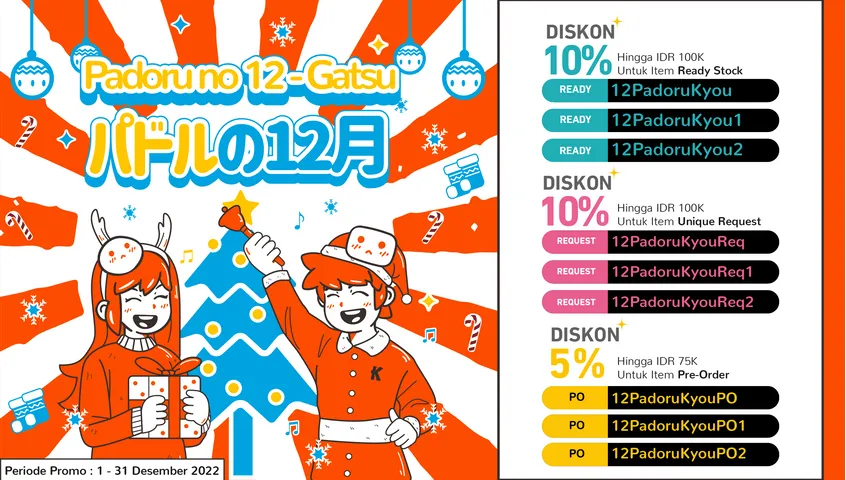 Padoru no 12 - Gatsu
パドルの12月
K
Periode Promo : 1 - 31 Desember 2022
DISKON
10%
Hingga IDR 100K
Untuk Item Ready Stock
READY 12PadoruKyou
READY 12PadoruKyou1
READY 12PadoruKyou2
DISKON
10%
Hingga IDR 100K
Untuk Item Unique Request
REQUEST 12PadoruKyouReq
REQUEST 12PadoruKyouReq1
REQUEST 12PadoruKyouReq2
DISKON
5%
Hingga IDR 75K
Untuk Item Pre-Order
PO 12PadoruKyouPO
PO 12PadoruKyouPO1
PO 12PadoruKyouPO2